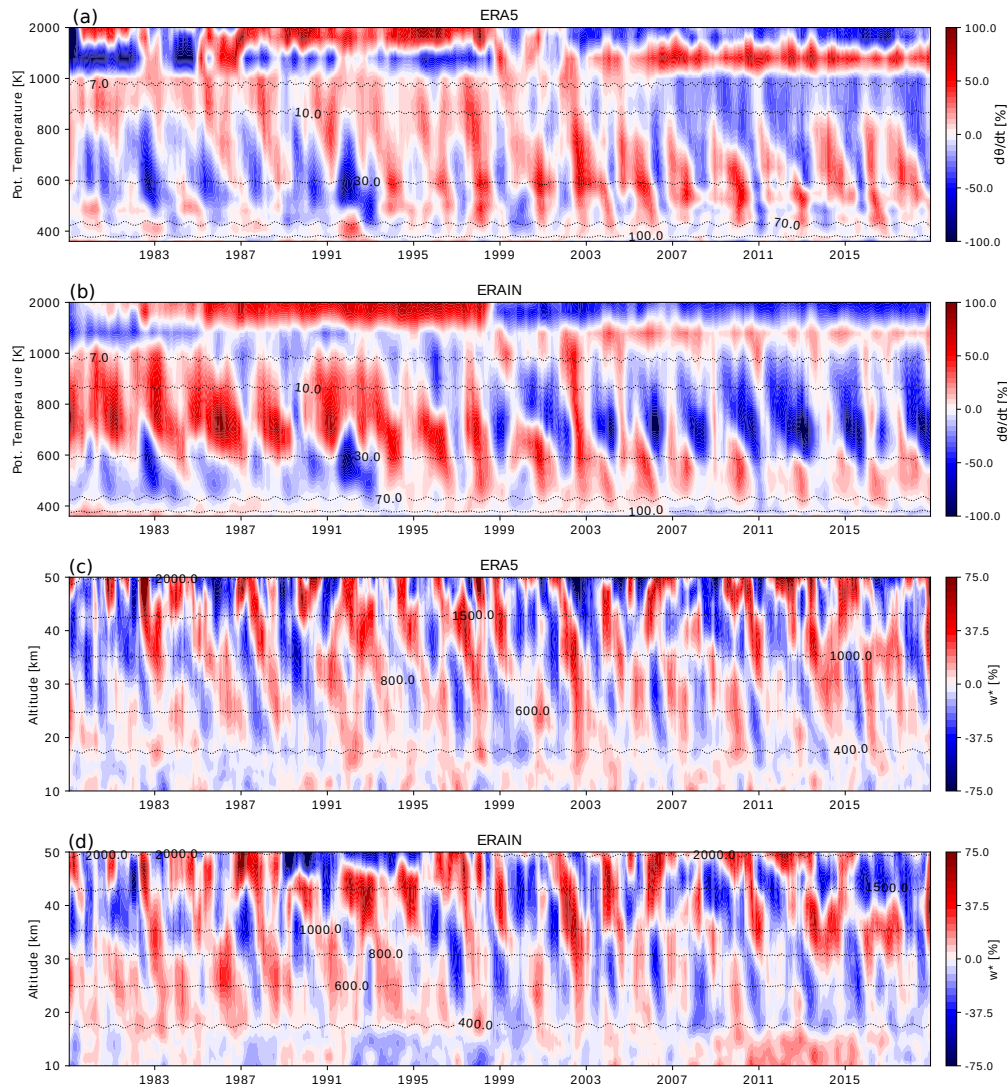 (a)
ERA5
Pot. Temperature [K]
2000
1000
800
600
400
7.0
10.0
30.0
70.0
100.0
1983 1987 1991 1995 1999 2003 2007 2011 2015
100.0
50.0
0.0
-50.0
-100.0
dθ/dt [%]
(b)
ERAIN
Pot. Tempera ure [K]
2000
1000
800
600
400
7.0
10.0
30.0
70.0
100.0
1983 1987 1991 1995 1999 2003 2007 2011 2015
100.0
50.0
0.0
-50.0
-100.0
dθ/dt [%]
(c)
ERA5
Altitude [km]
50
40
30
20
10
2000.0
1500.0
1000.0
800.0
600.0
400.0
1983 1987 1991 1995 1999 2003 2007 2011 2015
75.0
37.5
0.0
-37.5
-75.0
w* [%]
(d)
ERAIN
Altitude [km]
50
40
30
20
10
2000.0 2000.0 2000.0
1500.0
1000.0
800.0
600.0
400.0
1983 1987 1991 1995 1999 2003 2007 2011 2015
75.0
37.5
0.0
-37.5
-75.0
w* [%]